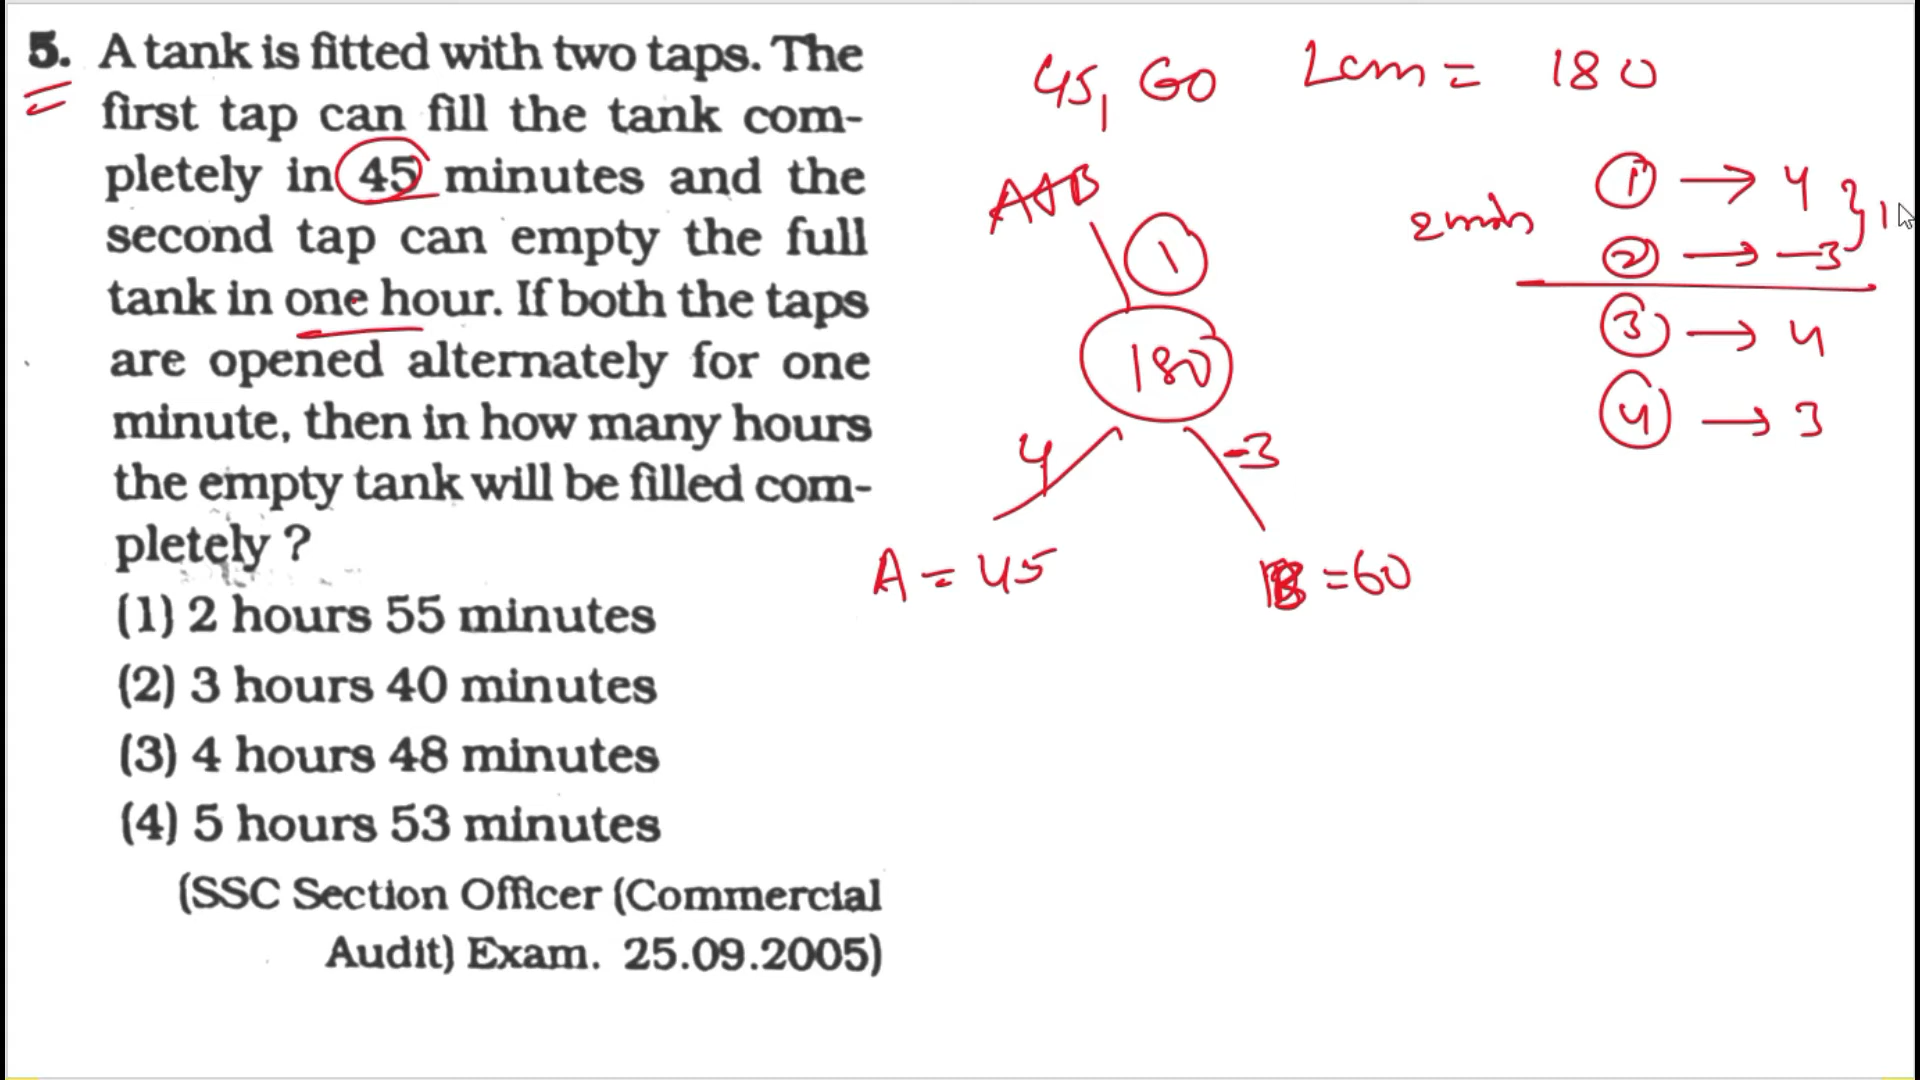 5. A tank is fitted with two taps. The
first tap can fill the tank com-
pletely in 45 minutes and the
second tap can empty the full
tank in one hour. If both the taps
are opened alternately for one
minute, then in how many hours
the empty tank will be filled com-
pletely ?
(1) 2 hours 55 minutes
(2) 3 hours 40 minutes
(3) 4 hours 48 minutes
(4) 5 hours 53 minutes
(SSC Section Officer (Commercial
Audit) Exam. 25.09.2005)
45, 60 Lcm = 180
1
180
4 -3
A = 45 B = 60
2 min
1 → 4
2 → -3 } 1
3 → 4
4 → 3